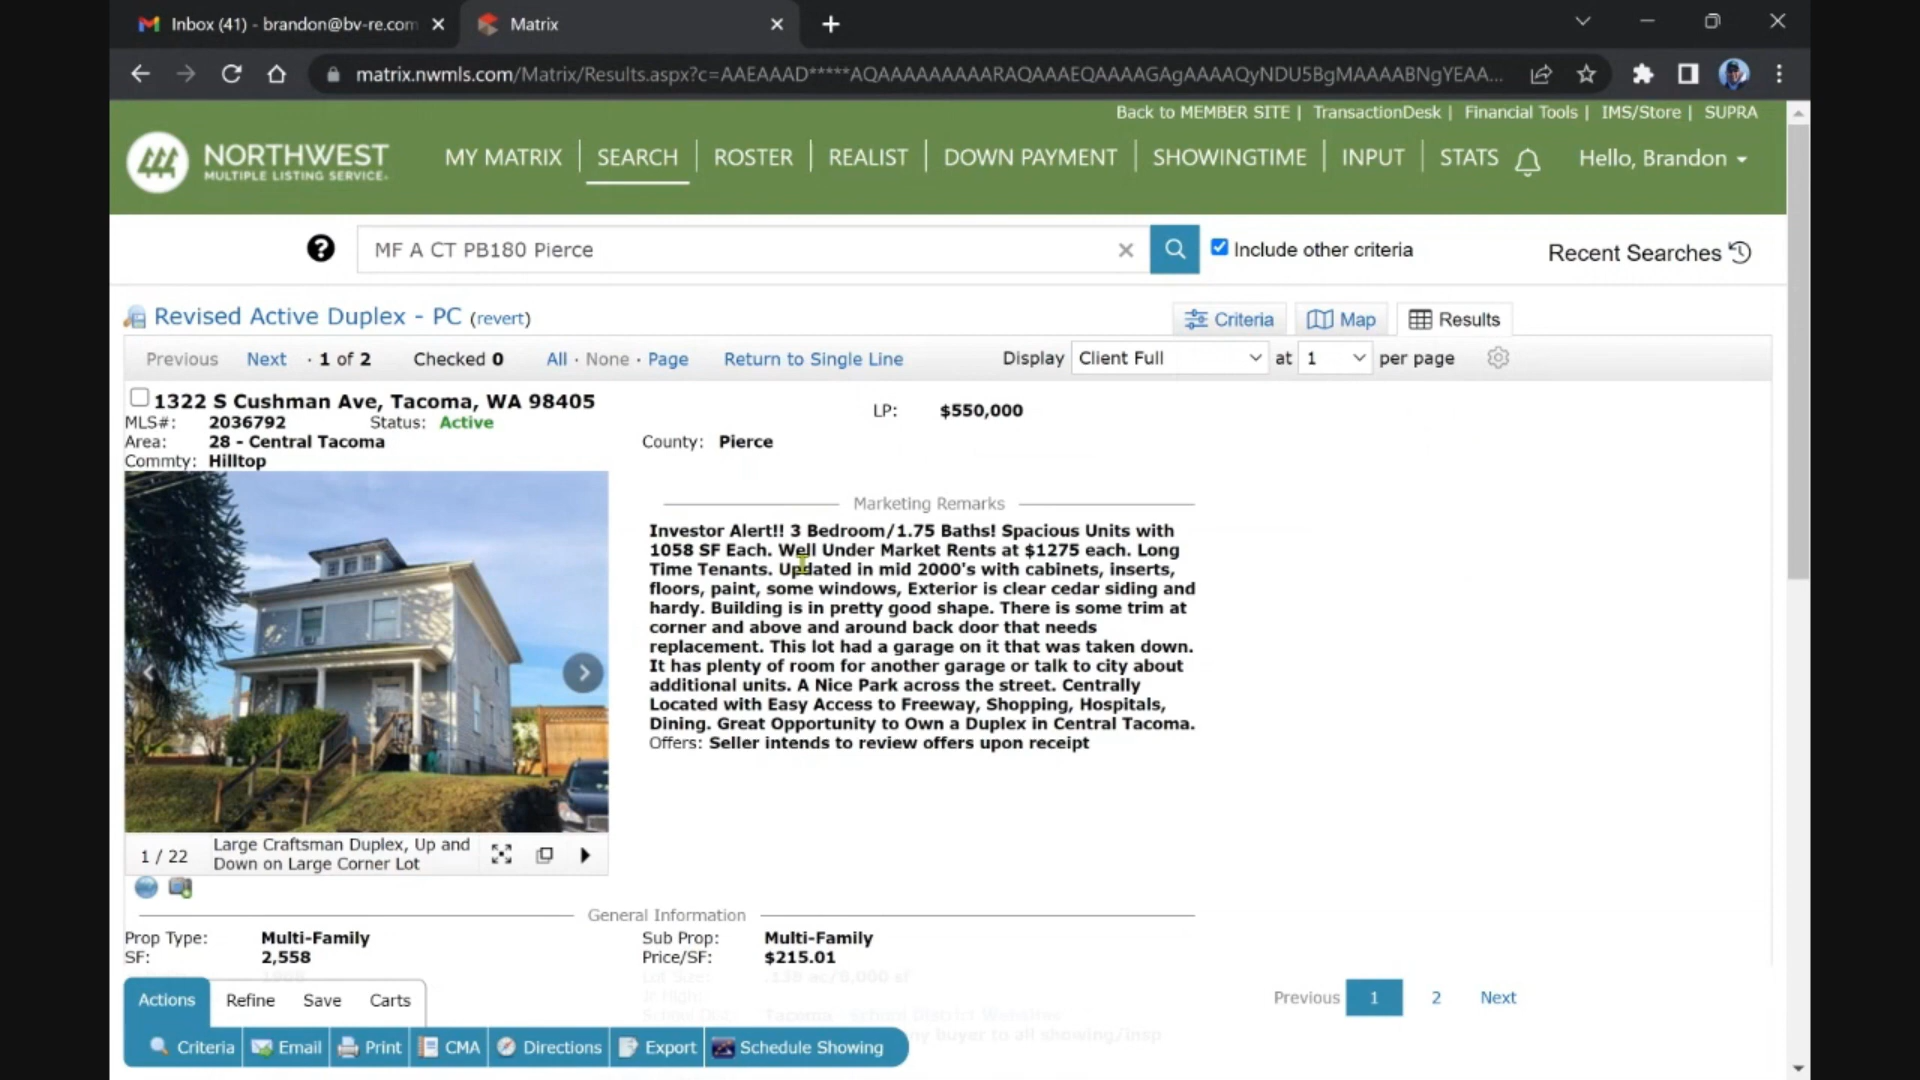 Inbox (41) - brandon@bv-re.com
Matrix
matrix.nwmls.com/Matrix/Results.aspx?c=AAEAAAD*****AQAAAAAAAAARAQAAAEQAAAAGAgAAAAQyNDU5BgMAAAABNgYEAA...
Back to MEMBER SITE | TransactionDesk | Financial Tools | IMS/Store | SUPRA
NORTHWEST
MULTIPLE LISTING SERVICE
MY MATRIX | SEARCH | ROSTER | REALIST | DOWN PAYMENT | SHOWINGTIME | INPUT | STATS
Hello, Brandon
MF A CT PB180 Pierce
Include other criteria
Recent Searches
Revised Active Duplex - PC (revert)
Criteria
Map
Results
Previous Next · 1 of 2 Checked 0 All · None · Page Return to Single Line Display Client Full at 1 per page
1322 S Cushman Ave, Tacoma, WA 98405
LP: $550,000
MLS#: 2036792 Status: Active
Area: 28 - Central Tacoma
County: Pierce
Commty: Hilltop
Marketing Remarks
Investor Alert!! 3 Bedroom/1.75 Baths! Spacious Units with
1058 SF Each. Well Under Market Rents at $1275 each. Long
Time Tenants. Updated in mid 2000's with cabinets, inserts,
floors, paint, some windows, Exterior is clear cedar siding and
hardy. Building is in pretty good shape. There is some trim at
corner and above and around back door that needs
replacement. This lot had a garage on it that was taken down.
It has plenty of room for another garage or talk to city about
additional units. A Nice Park across the street. Centrally
Located with Easy Access to Freeway, Shopping, Hospitals,
Dining. Great Opportunity to Own a Duplex in Central Tacoma.
Offers: Seller intends to review offers upon receipt
1 / 22
Large Craftsman Duplex, Up and
Down on Large Corner Lot
General Information
Prop Type: Multi-Family
Sub Prop: Multi-Family
SF: 2,558
Price/SF: $215.01
Actions Refine Save Carts
Previous 1 2 Next
Criteria Email Print CMA Directions Export Schedule Showing